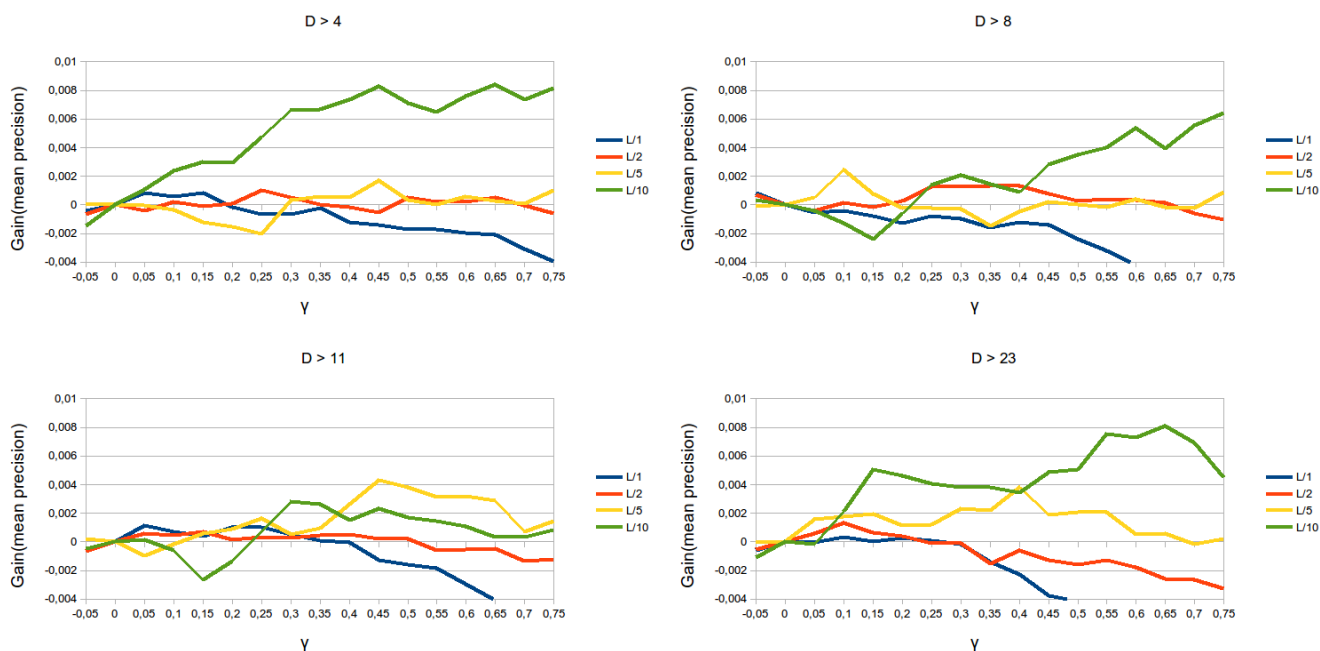 D > 4
Gain(mean precision)
0,01
0,008
0,006
0,004
0,002
0
-0,002
-0,004
-0,05 0 0,05 0,1 0,15 0,2 0,25 0,3 0,35 0,4 0,45 0,5 0,55 0,6 0,65 0,7 0,75
γ
L/1
L/2
L/5
L/10
D > 8
Gain(mean precision)
0,01
0,008
0,006
0,004
0,002
0
-0,002
-0,004
-0,05 0 0,05 0,1 0,15 0,2 0,25 0,3 0,35 0,4 0,45 0,5 0,55 0,6 0,65 0,7 0,75
γ
L/1
L/2
L/5
L/10
D > 11
Gain(mean precision)
0,01
0,008
0,006
0,004
0,002
0
-0,002
-0,004
-0,05 0 0,05 0,1 0,15 0,2 0,25 0,3 0,35 0,4 0,45 0,5 0,55 0,6 0,65 0,7 0,75
γ
L/1
L/2
L/5
L/10
D > 23
Gain(mean precision)
0,01
0,008
0,006
0,004
0,002
0
-0,002
-0,004
-0,05 0 0,05 0,1 0,15 0,2 0,25 0,3 0,35 0,4 0,45 0,5 0,55 0,6 0,65 0,7 0,75
γ
L/1
L/2
L/5
L/10